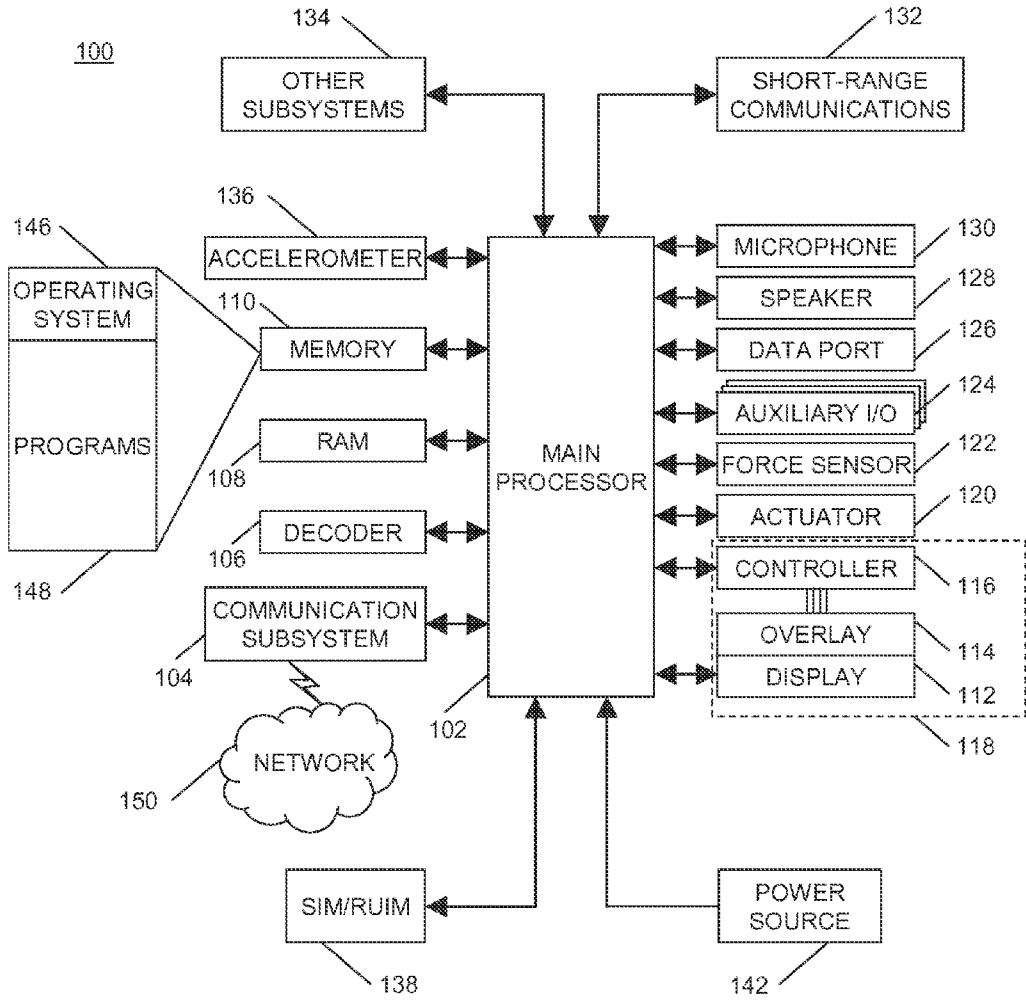 134
132
100
OTHER
SUBSYSTEMS
SHORT-RANGE
COMMUNICATIONS
136
146
ACCELEROMETER
MICROPHONE
130
OPERATING
SYSTEM
110
SPEAKER
128
MEMORY
DATA PORT
126
AUXILIARY I/O
124
PROGRAMS
RAM
108
MAIN
PROCESSOR
FORCE SENSOR
122
DECODER
106
ACTUATOR
120
148
CONTROLLER
116
COMMUNICATION
SUBSYSTEM
104
OVERLAY
114
DISPLAY
112
102
118
NETWORK
150
SIM/RUIM
138
POWER
SOURCE
142